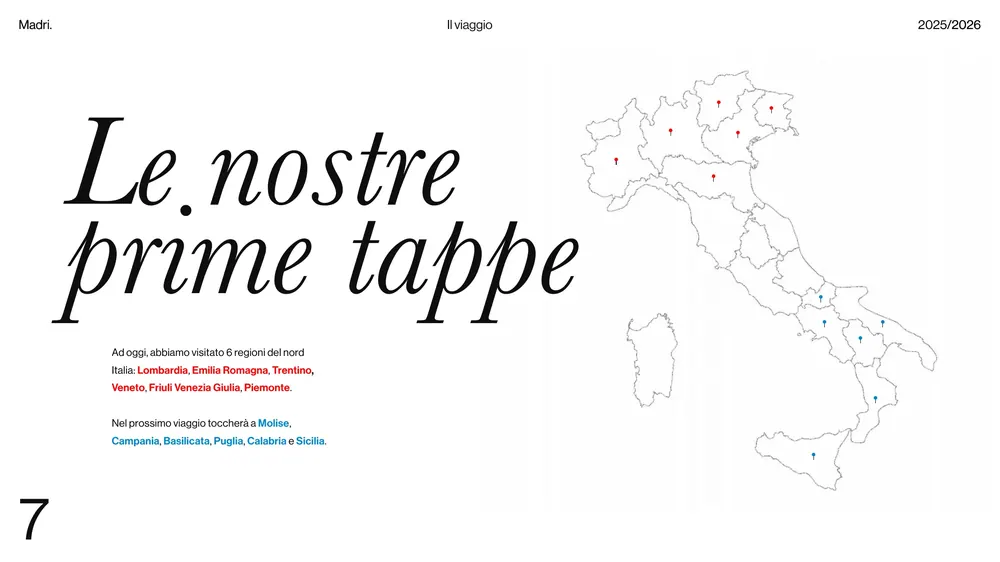 Madri.
Il viaggio
2025/2026
Le nostre
prime tappe
Ad oggi, abbiamo visitato 6 regioni del nord
Italia: Lombardia, Emilia Romagna, Trentino,
Veneto, Friuli Venezia Giulia, Piemonte.
Nel prossimo viaggio toccherà a Molise,
Campania, Basilicata, Puglia, Calabria e Sicilia.
7